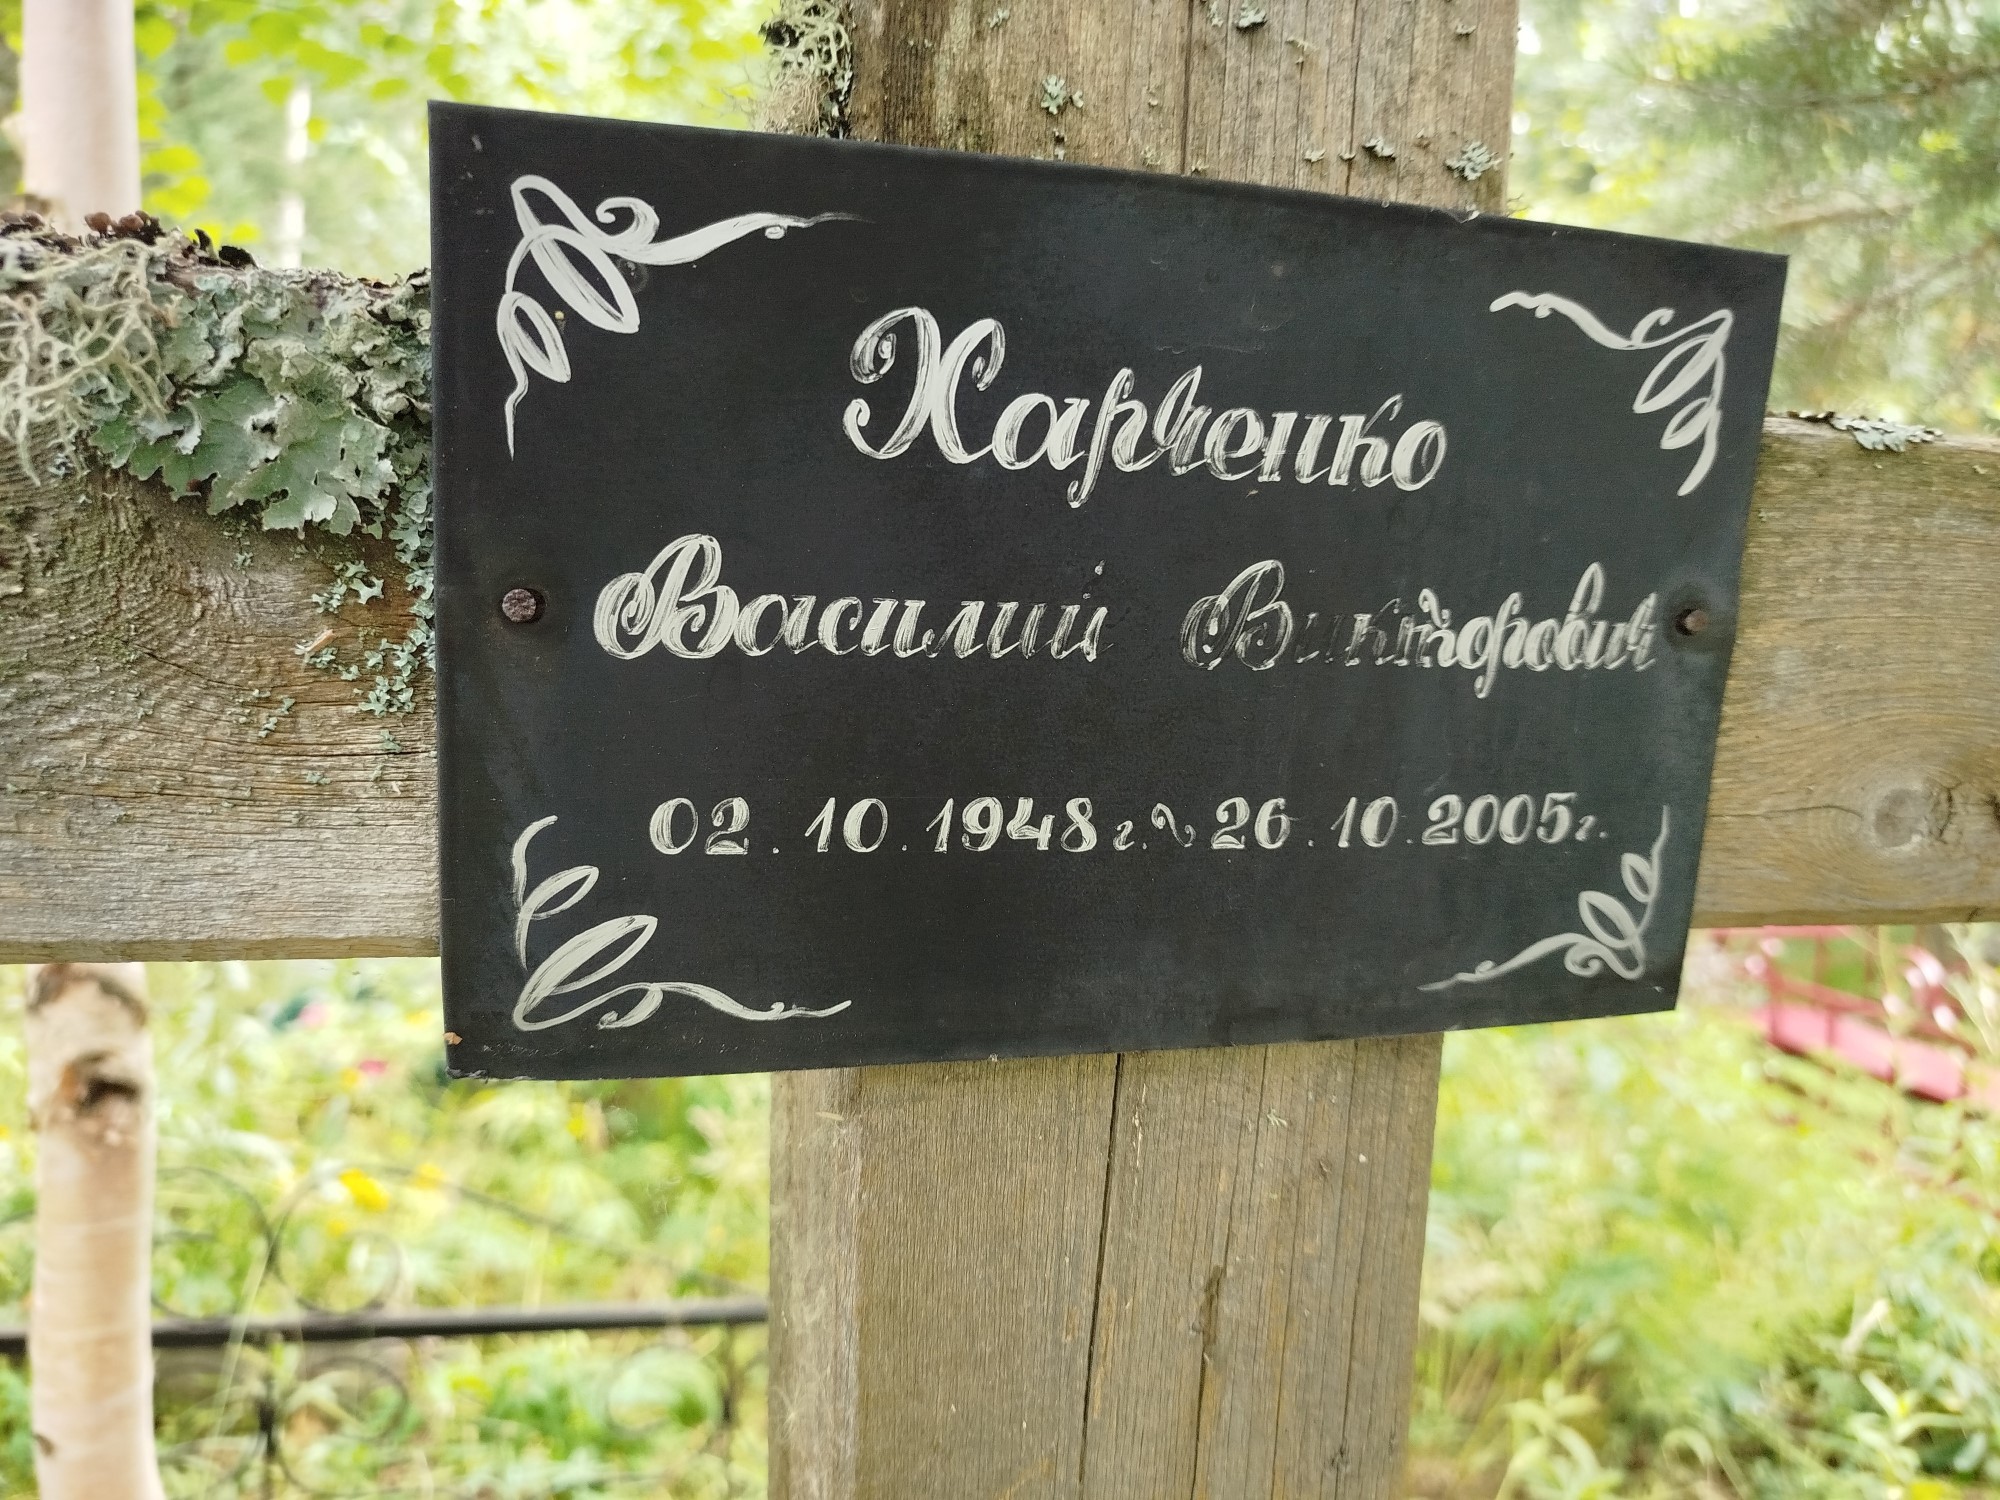 Харченко
Василий Викторович
02.10.1948г. ~ 26.10.2005г.